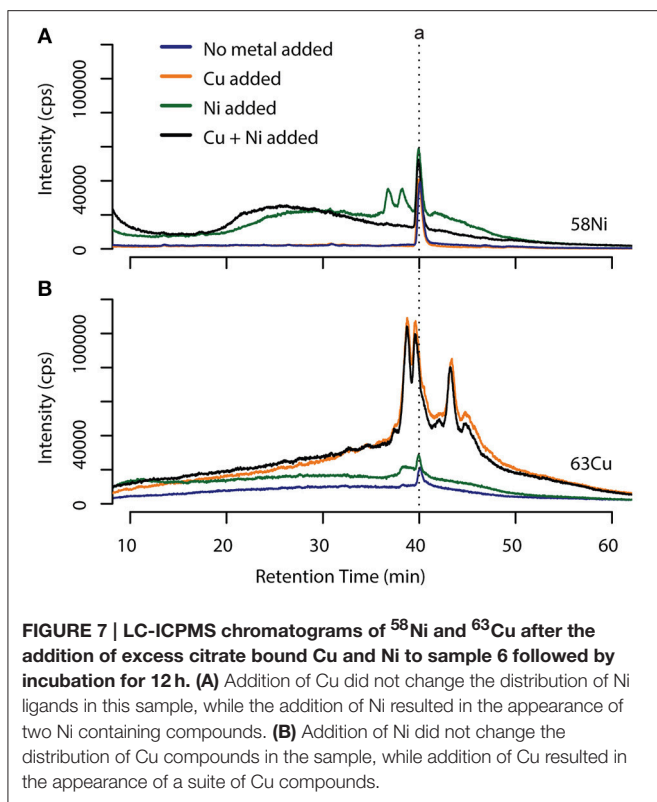 A
a
No metal added
Cu added
Ni added
Cu + Ni added
Intensity (cps)
100000
40000
0
58Ni
B
Intensity (cps)
100000
40000
0
63Cu
10 20 30 40 50 60
Retention Time (min)
FIGURE 7 | LC-ICPMS chromatograms of ⁵⁸Ni and ⁶³Cu after the
addition of excess citrate bound Cu and Ni to sample 6 followed by
incubation for 12 h. (A) Addition of Cu did not change the distribution of Ni
ligands in this sample, while the addition of Ni resulted in the appearance of
two Ni containing compounds. (B) Addition of Ni did not change the
distribution of Cu compounds in the sample, while addition of Cu resulted in
the appearance of a suite of Cu compounds.